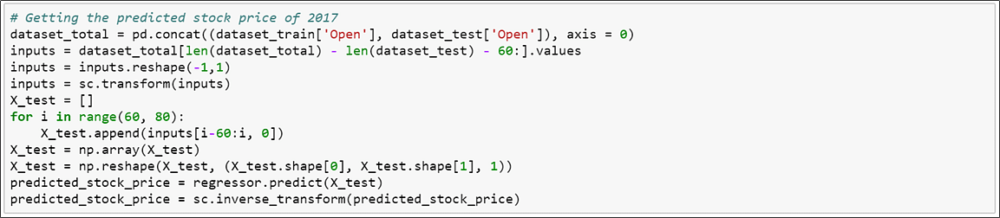 # Getting the predicted stock price of 2017
dataset_total = pd.concat((dataset_train['Open'], dataset_test['Open']), axis = 0)
inputs = dataset_total[len(dataset_total) - len(dataset_test) - 60:].values
inputs = inputs.reshape(-1,1)
inputs = sc.transform(inputs)
X_test = []
for i in range(60, 80):
    X_test.append(inputs[i-60:i, 0])
X_test = np.array(X_test)
X_test = np.reshape(X_test, (X_test.shape[0], X_test.shape[1], 1))
predicted_stock_price = regressor.predict(X_test)
predicted_stock_price = sc.inverse_transform(predicted_stock_price)